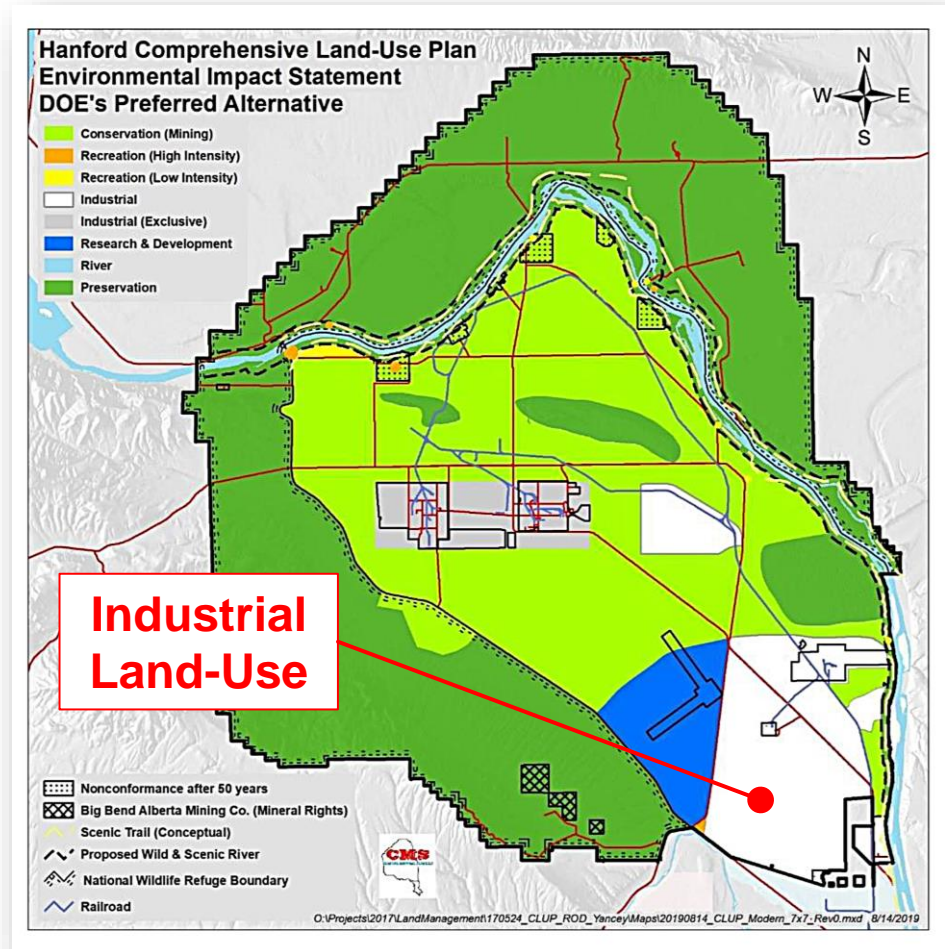 Hanford Comprehensive Land-Use Plan
Environmental Impact Statement
DOE's Preferred Alternative
Conservation (Mining)
Recreation (High Intensity)
Recreation (Low Intensity)
Industrial
Industrial (Exclusive)
Research & Development
River
Preservation
N
W E
S
Industrial
Land-Use
Nonconformance after 50 years
Big Bend Alberta Mining Co. (Mineral Rights)
Scenic Trail (Conceptual)
Proposed Wild & Scenic River
National Wildlife Refuge Boundary
Railroad
CMS
O:\Projects\2017\LandManagement\170524_CLUP_ROD_Yancey\Maps\20190814_CLUP_Modern_7x7-Rev0.mxd 8/14/2019